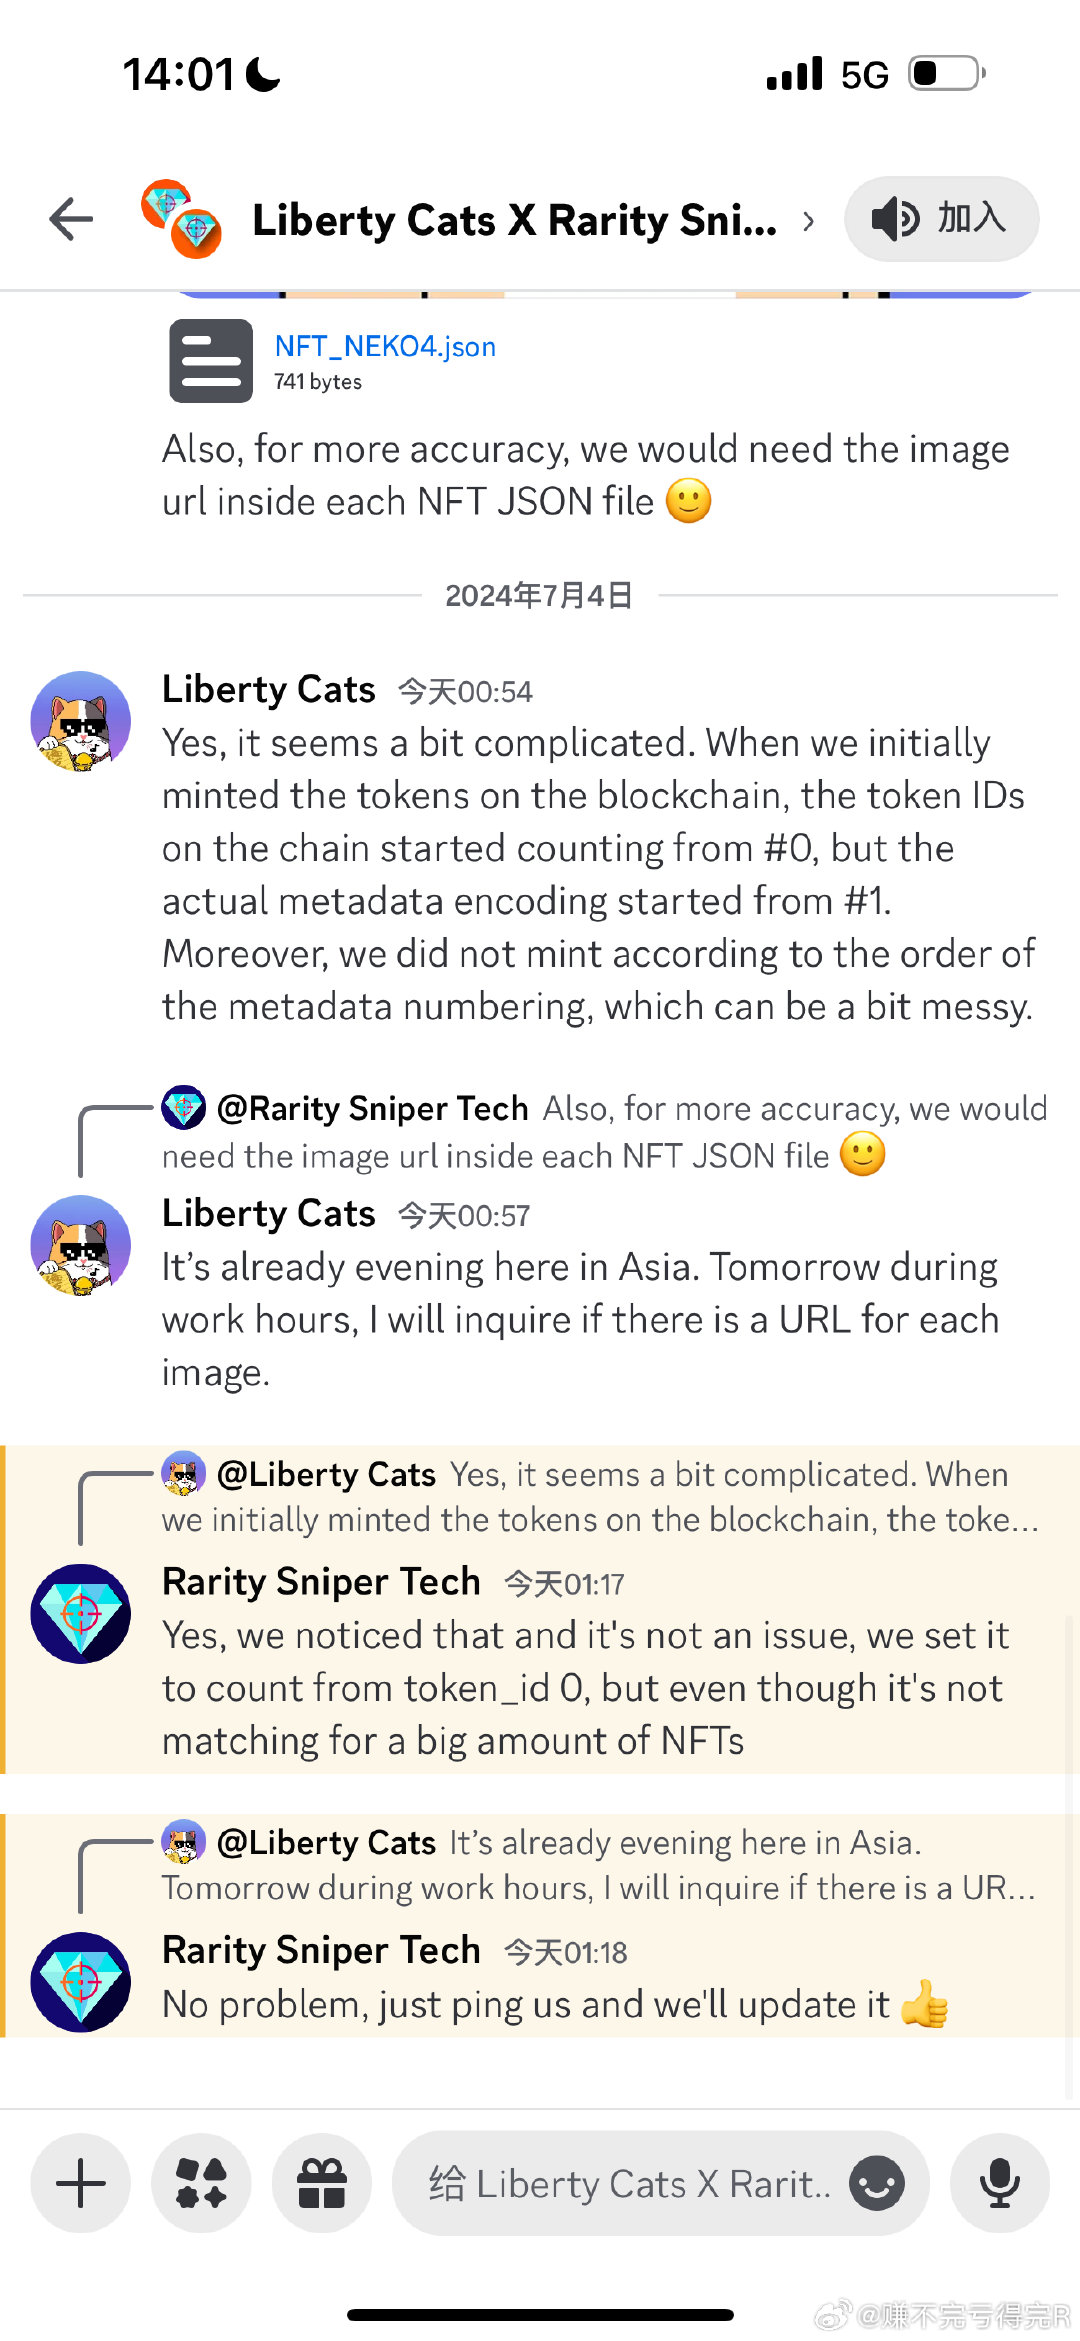 14:01
5G
Liberty Cats X Rarity Sni... ›
加入
NFT_NEKO4.json
741 bytes
Also, for more accuracy, we would need the image
url inside each NFT JSON file 🙂
2024年7月4日
Liberty Cats 今天00:54
Yes, it seems a bit complicated. When we initially
minted the tokens on the blockchain, the token IDs
on the chain started counting from #0, but the
actual metadata encoding started from #1.
Moreover, we did not mint according to the order of
the metadata numbering, which can be a bit messy.
@Rarity Sniper Tech Also, for more accuracy, we would
need the image url inside each NFT JSON file 🙂
Liberty Cats 今天00:57
It’s already evening here in Asia. Tomorrow during
work hours, I will inquire if there is a URL for each
image.
@Liberty Cats Yes, it seems a bit complicated. When
we initially minted the tokens on the blockchain, the toke...
Rarity Sniper Tech 今天01:17
Yes, we noticed that and it's not an issue, we set it
to count from token_id 0, but even though it's not
matching for a big amount of NFTs
@Liberty Cats It’s already evening here in Asia.
Tomorrow during work hours, I will inquire if there is a UR...
Rarity Sniper Tech 今天01:18
No problem, just ping us and we'll update it 👍
给 Liberty Cats X Rarit..
@赚不完亏得完R